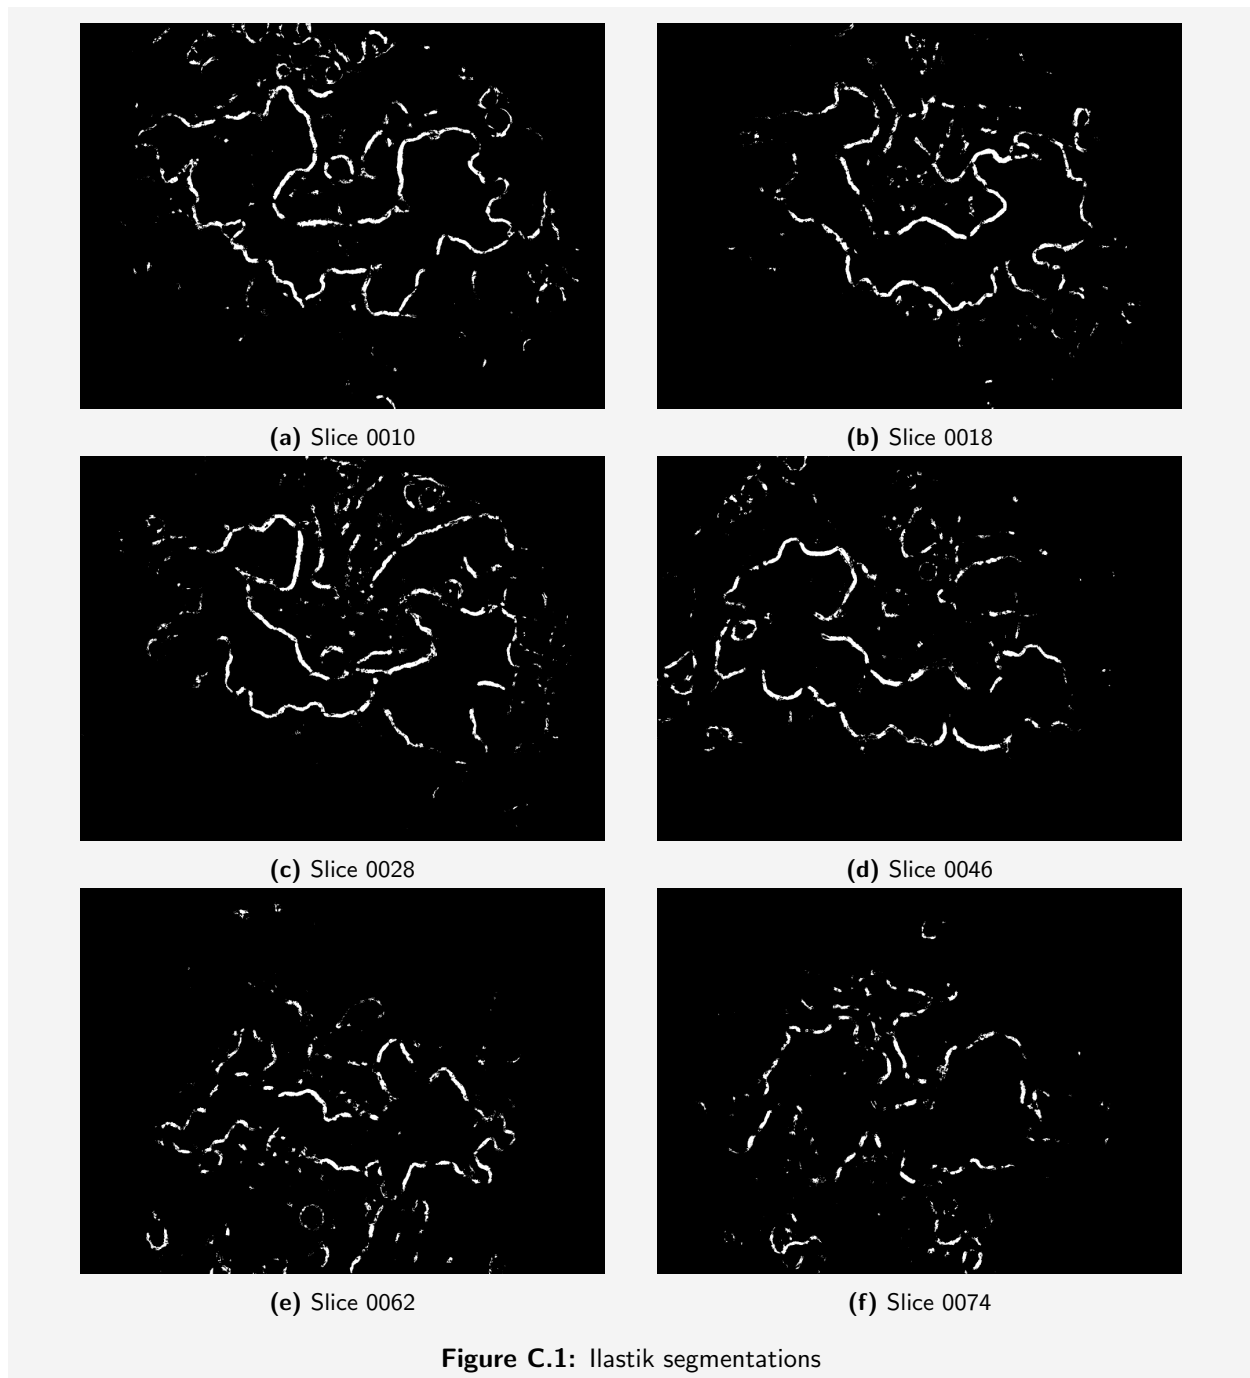 (a) Slice 0010
(b) Slice 0018
(c) Slice 0028
(d) Slice 0046
(e) Slice 0062
(f) Slice 0074
Figure C.1: Ilastik segmentations